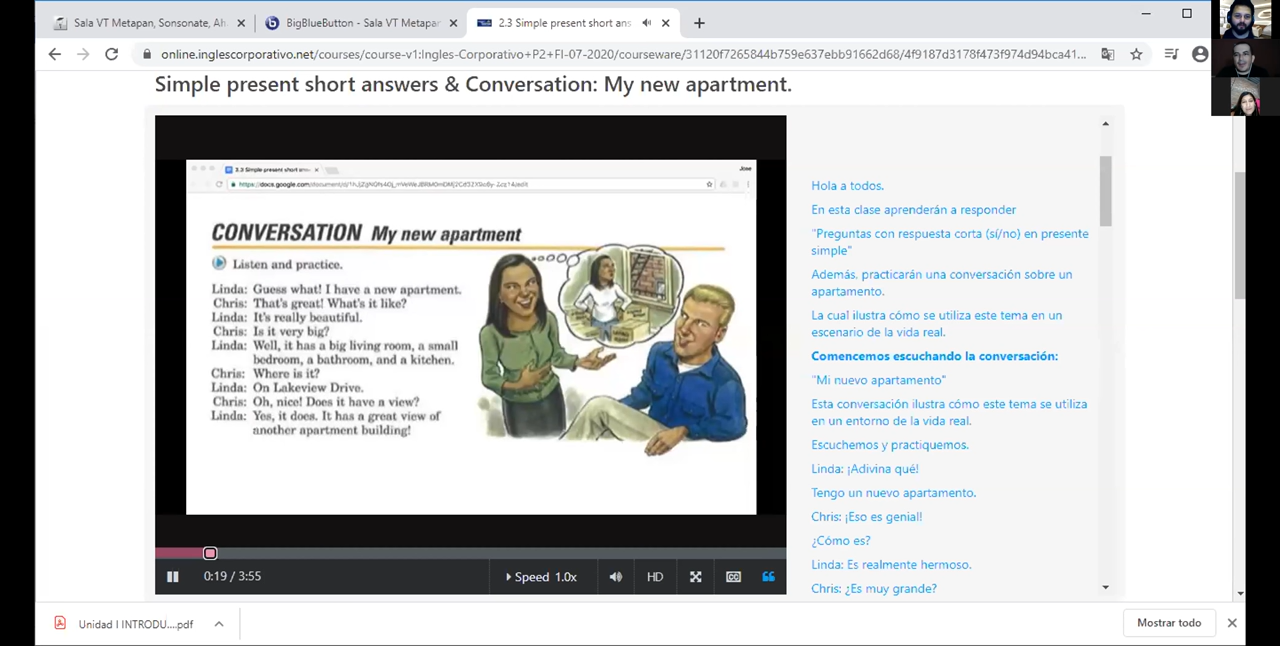 Sala VT Metapan, Sonsonate, Ah
BigBlueButton - Sala VT Metapan
2.3 Simple present short ans
online.inglescorporativo.net/courses/course-v1:Ingles-Corporativo+P2+FI-07-2020/courseware/31120f7265844b759e637ebb91662d68/4f9187d3178f473f974d94bca41...
Simple present short answers & Conversation: My new apartment.
2.3 Simple present short
Jose
CONVERSATION My new apartment
Listen and practice.
Linda: Guess what! I have a new apartment.
Chris: That's great! What's it like?
Linda: It's really beautiful.
Chris: Is it very big?
Linda: Well, it has a big living room, a small
bedroom, a bathroom, and a kitchen.
Chris: Where is it?
Linda: On Lakeview Drive.
Chris: Oh, nice! Does it have a view?
Linda: Yes, it does. It has a great view of
another apartment building!
0:19 / 3:55
Speed 1.0x
HD
CC
Hola a todos.
En esta clase aprenderán a responder
"Preguntas con respuesta corta (sí/no) en presente
simple"
Además, practicarán una conversación sobre un
apartamento.
La cual ilustra cómo se utiliza este tema en un
escenario de la vida real.
Comencemos escuchando la conversación:
"Mi nuevo apartamento"
Esta conversación ilustra cómo este tema se utiliza
en un entorno de la vida real.
Escuchemos y practiquemos.
Linda: ¡Adivina qué!
Tengo un nuevo apartamento.
Chris: ¡Eso es genial!
¿Cómo es?
Linda: Es realmente hermoso.
Chris: ¿Es muy grande?
Unidad I INTRODU....pdf
Mostrar todo